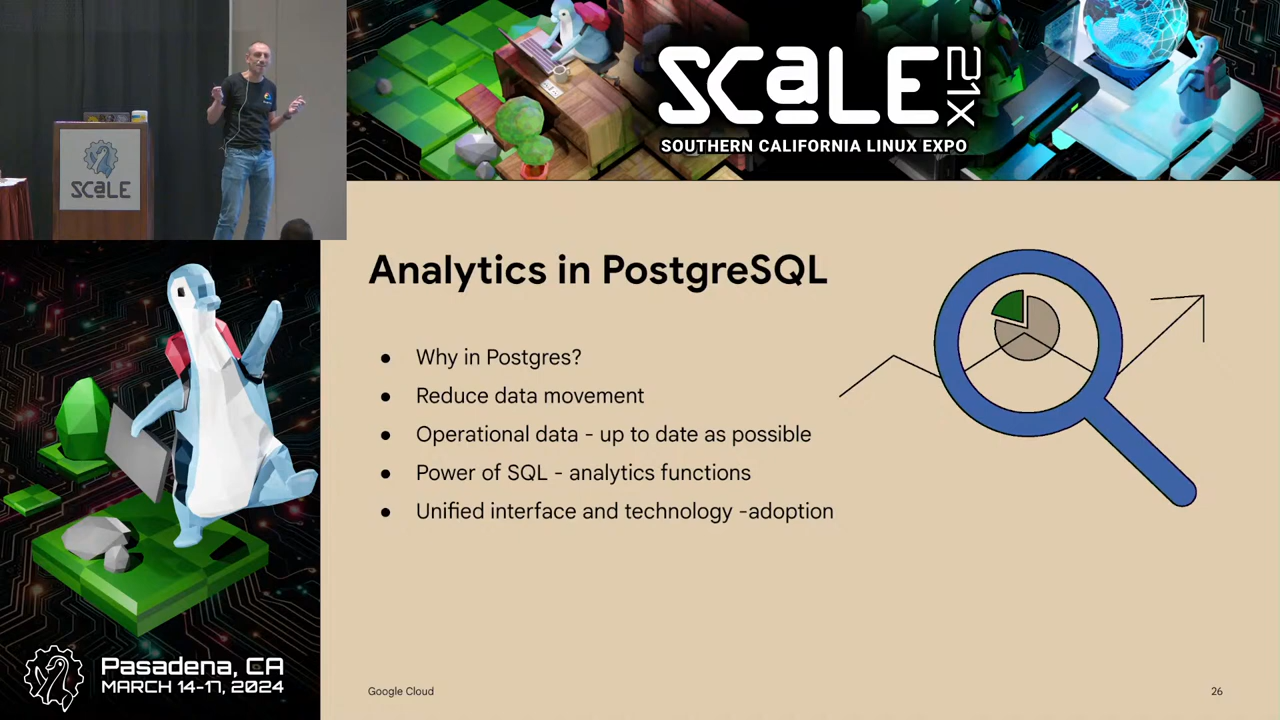 SCaLE 21x
SOUTHERN CALIFORNIA LINUX EXPO
SCaLE
Analytics in PostgreSQL
● Why in Postgres?
● Reduce data movement
● Operational data - up to date as possible
● Power of SQL - analytics functions
● Unified interface and technology -adoption
Pasadena, CA
MARCH 14-17, 2024
Google Cloud
26